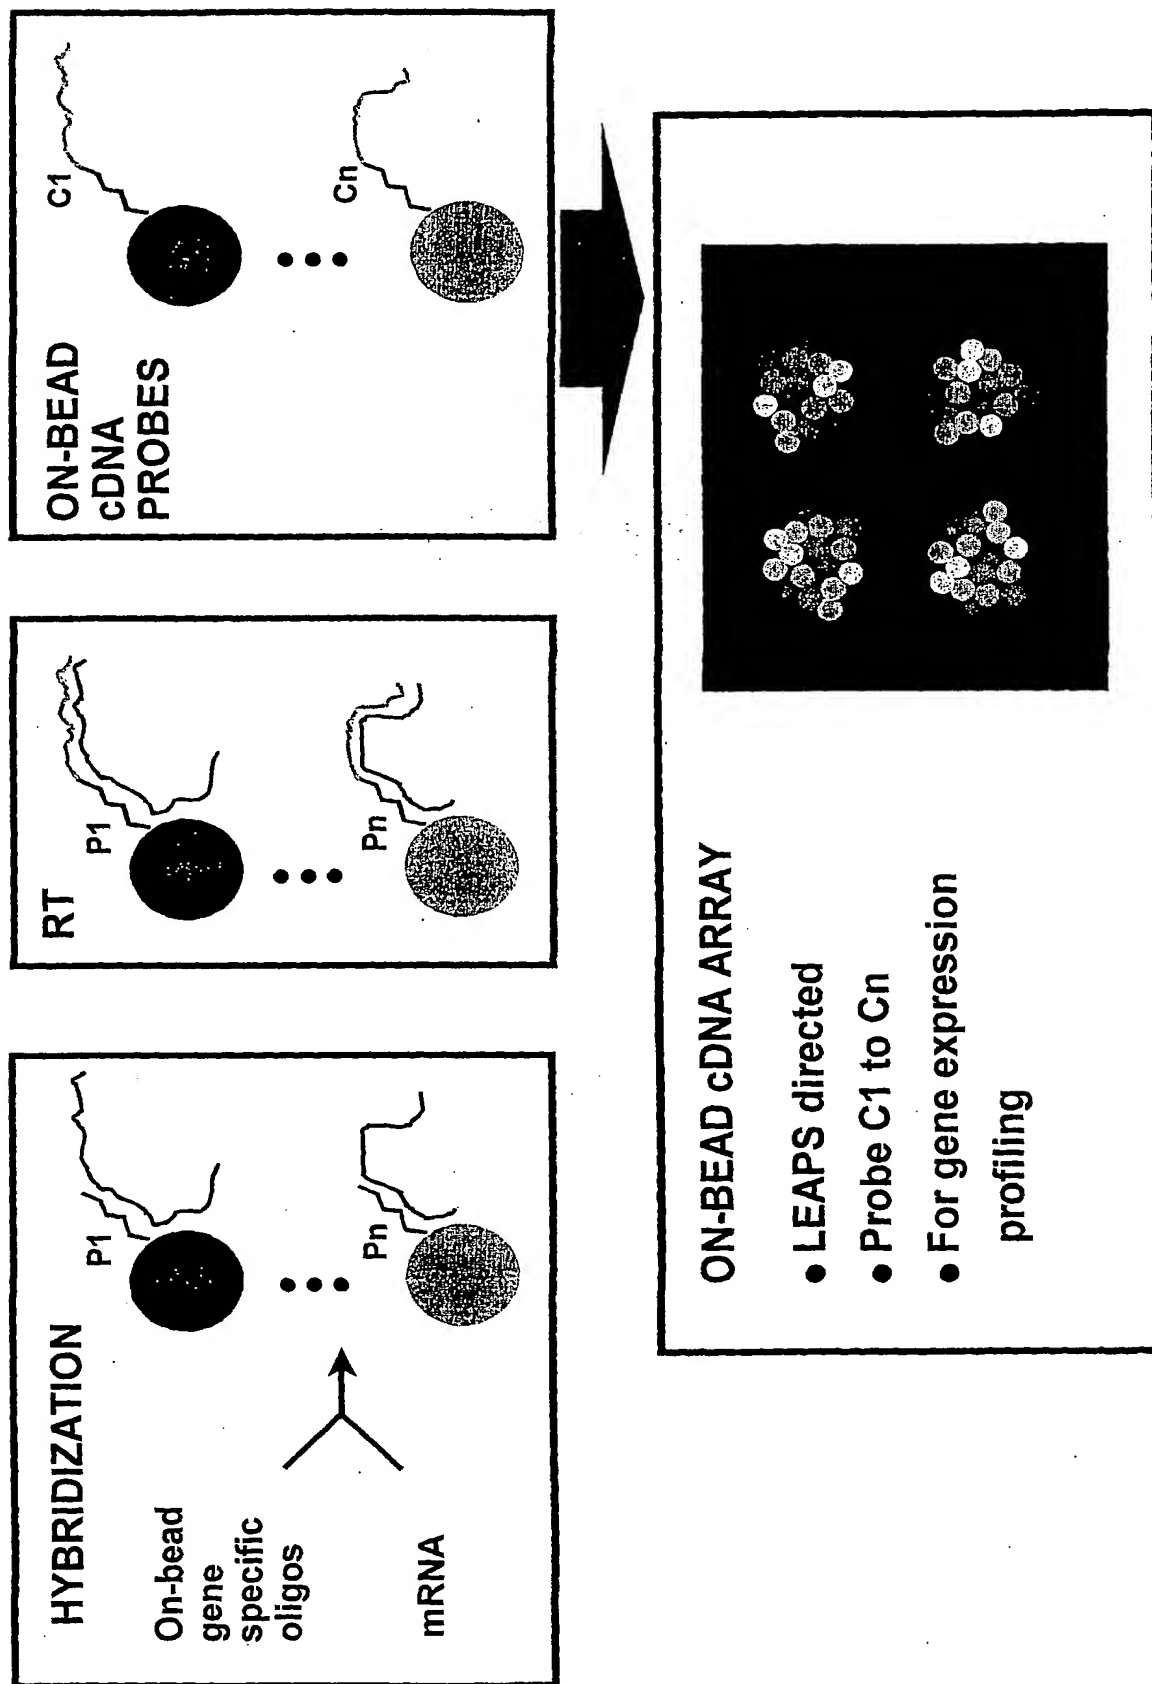 HYBRIDIZATION
On-bead
gene
specific
oligos
mRNA
P1
Pn
RT
P1
Pn
ON-BEAD
cDNA
PROBES
C1
Cn
ON-BEAD cDNA ARRAY
● LEAPS directed
● Probe C1 to Cn
● For gene expression
profiling